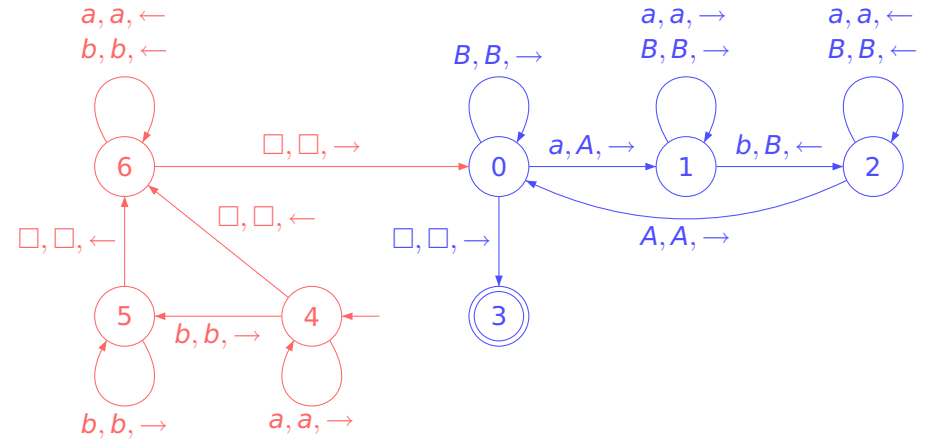 a, a, ←
b, b, ←
a, a, →
B, B, →
a, a, ←
B, B, ←
B, B, →
□, □, →
a, A, →
b, B, ←
6
0
1
2
□, □, ←
□, □, ←
□, □, →
A, A, →
5
4
3
b, b, →
b, b, →
a, a, →